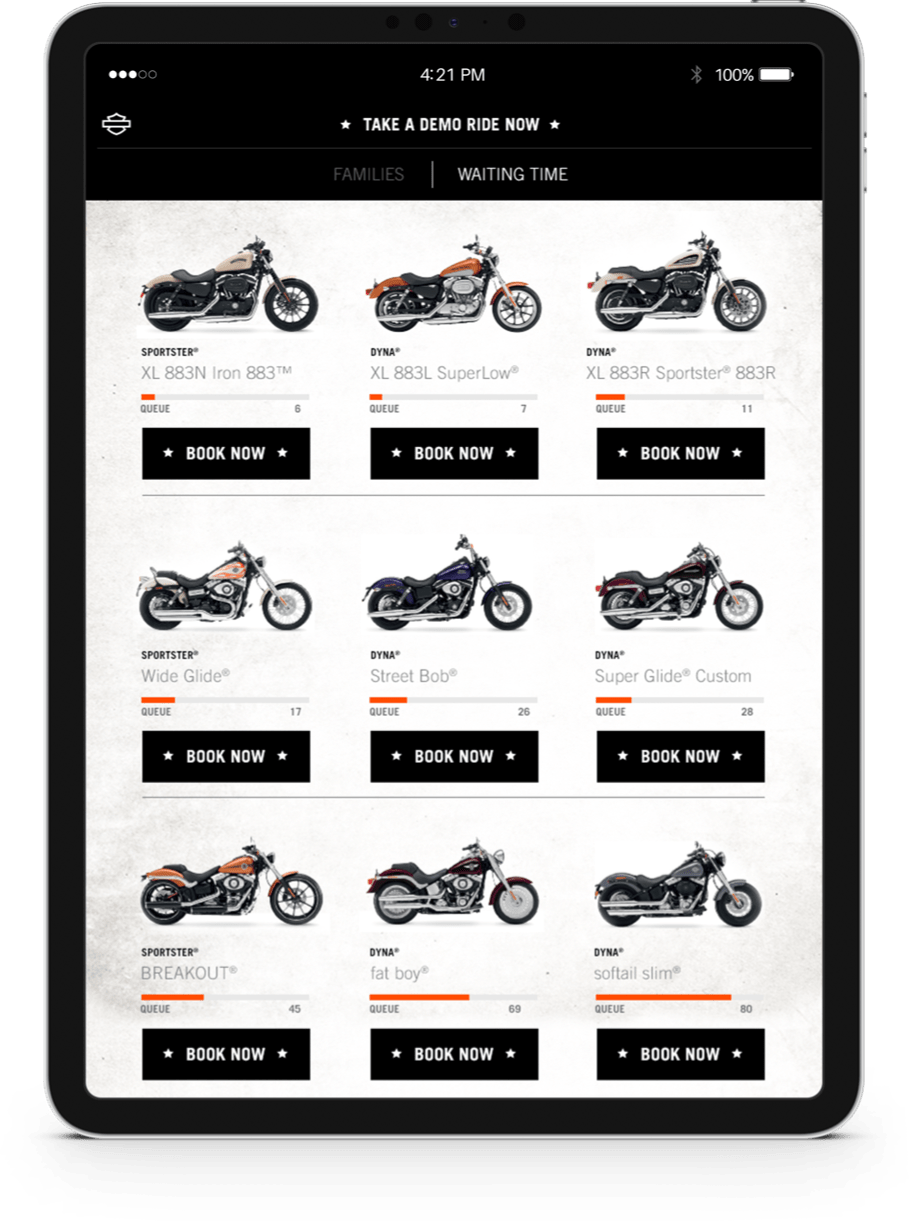 4:21 PM
100%
★ TAKE A DEMO RIDE NOW ★
FAMILIES | WAITING TIME
SPORTSTER® DYNA® DYNA®
XL 883N Iron 883™ XL 883L SuperLow® XL 883R Sportster® 883R
QUEUE 6 QUEUE 7 QUEUE 11
★ BOOK NOW ★ ★ BOOK NOW ★ ★ BOOK NOW ★
SPORTSTER® DYNA® DYNA®
Wide Glide® Street Bob® Super Glide® Custom
QUEUE 17 QUEUE 26 QUEUE 28
★ BOOK NOW ★ ★ BOOK NOW ★ ★ BOOK NOW ★
SPORTSTER® DYNA® DYNA®
BREAKOUT® fat boy® softail slim®
QUEUE 45 QUEUE 69 QUEUE 80
★ BOOK NOW ★ ★ BOOK NOW ★ ★ BOOK NOW ★